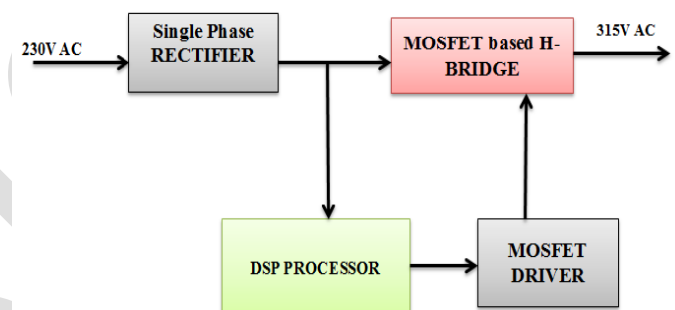 230V AC
Single Phase
RECTIFIER
MOSFET based H-
BRIDGE
315V AC
DSP PROCESSOR
MOSFET
DRIVER